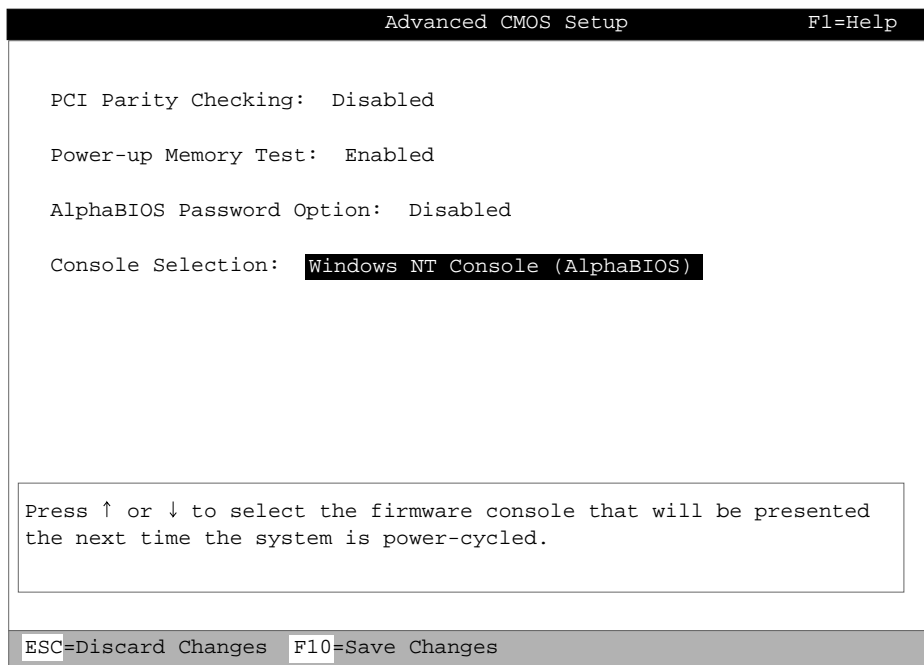 Advanced CMOS Setup F1=Help
PCI Parity Checking: Disabled
Power-up Memory Test: Enabled
AlphaBIOS Password Option: Disabled
Console Selection: Windows NT Console (AlphaBIOS)
Press ↑ or ↓ to select the firmware console that will be presented
the next time the system is power-cycled.
ESC=Discard Changes F10=Save Changes